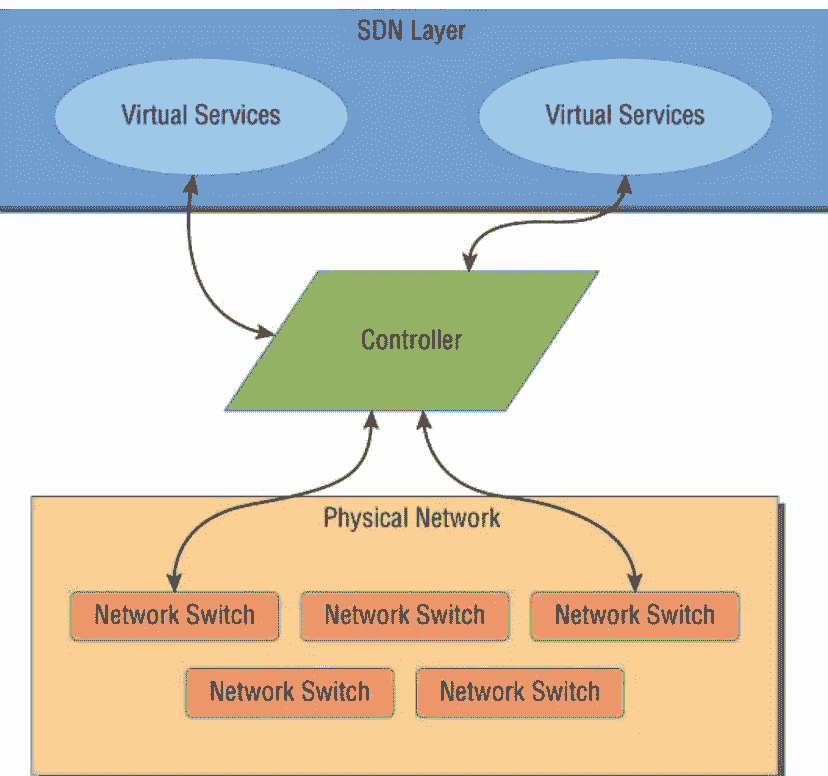 SDN Layer
Virtual Services
Virtual Services
Controller
Physical Network
Network Switch
Network Switch
Network Switch
Network Switch
Network Switch